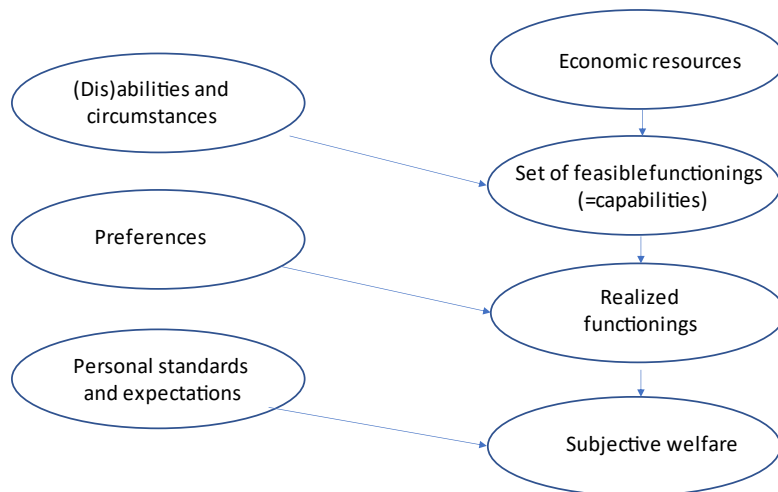 Economic resources
(Dis)abilities and
circumstances
Set of feasiblefunctionings
(=capabilities)
Preferences
Realized
functionings
Personal standards
and expectations
Subjective welfare